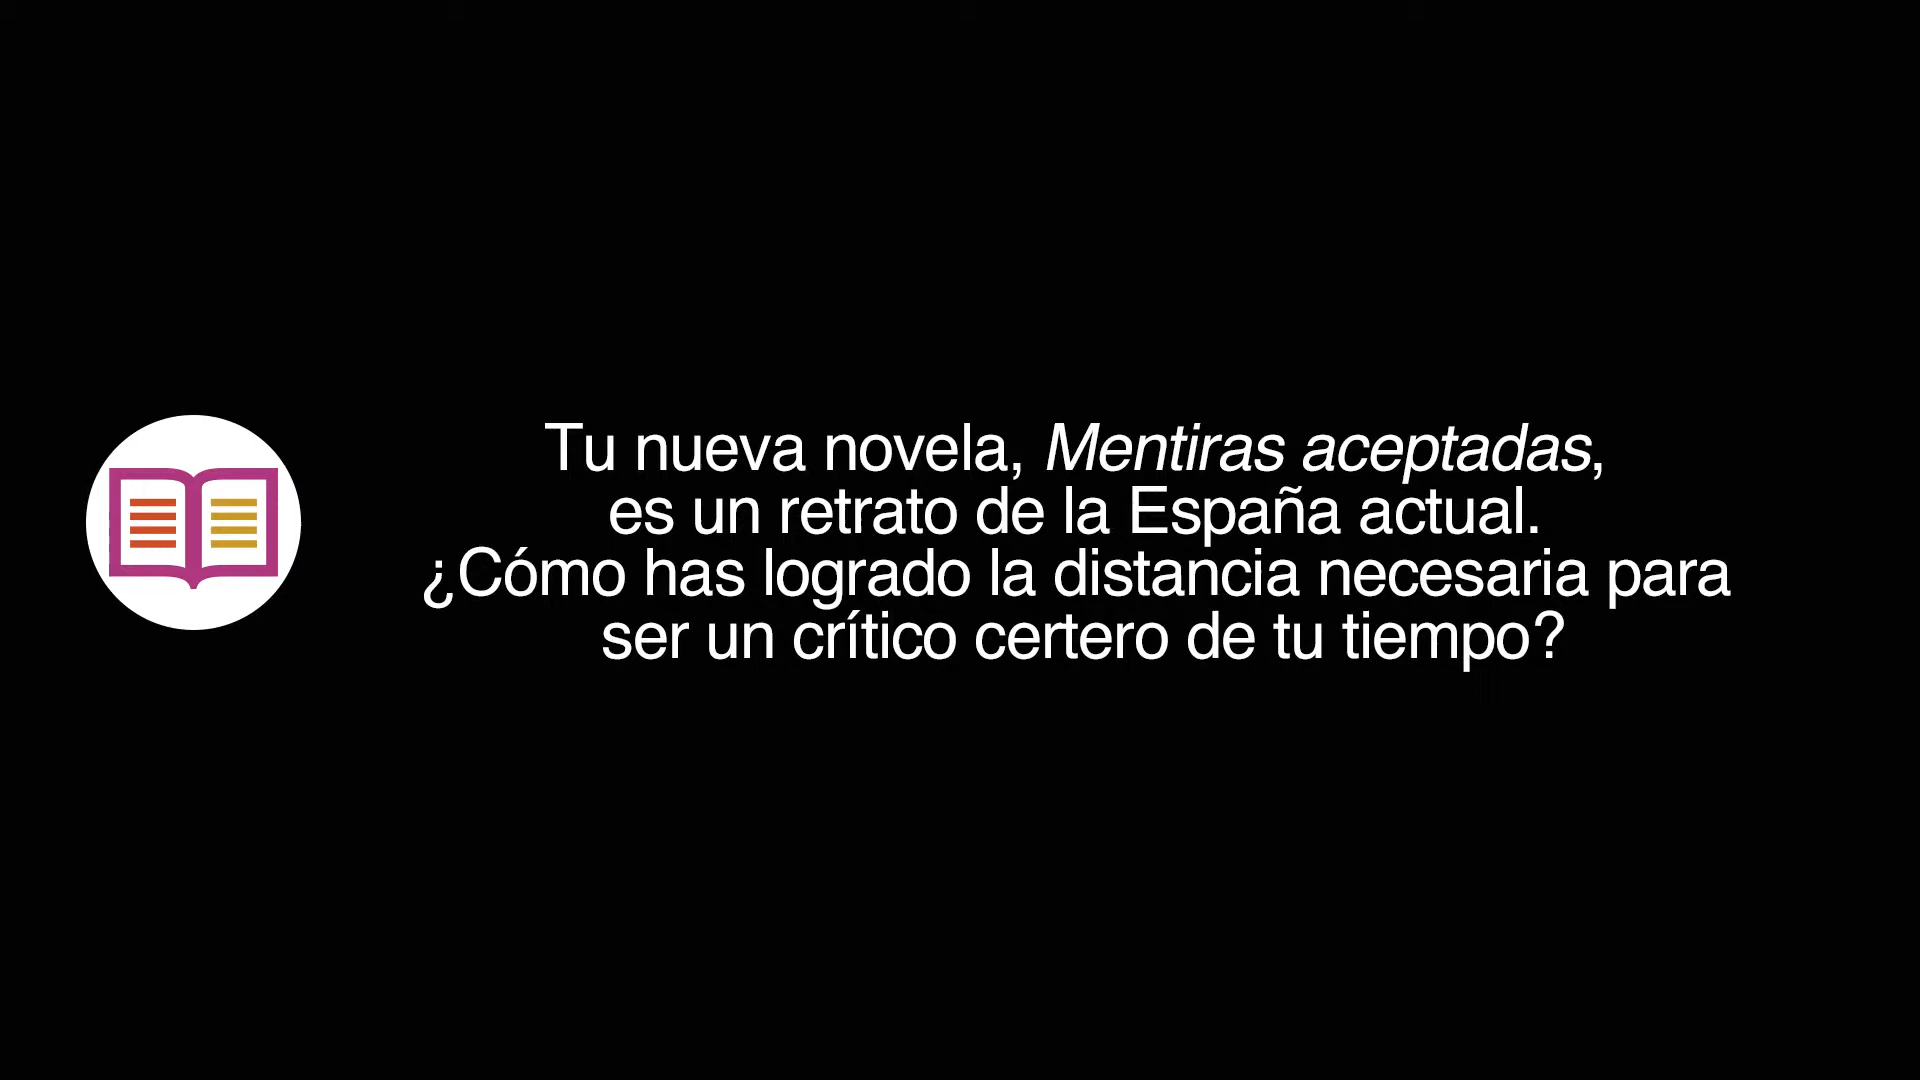 Tu nueva novela, Mentiras aceptadas,
es un retrato de la España actual.
¿Cómo has logrado la distancia necesaria para
ser un crítico certero de tu tiempo?